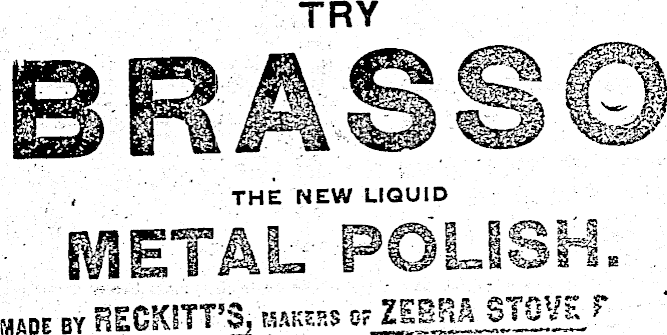 TRY
BRASSO
THE NEW LIQUID
METAL POLISH.
MADE BY RECKITT'S, MAKERS OF ZEBRA STOVE P